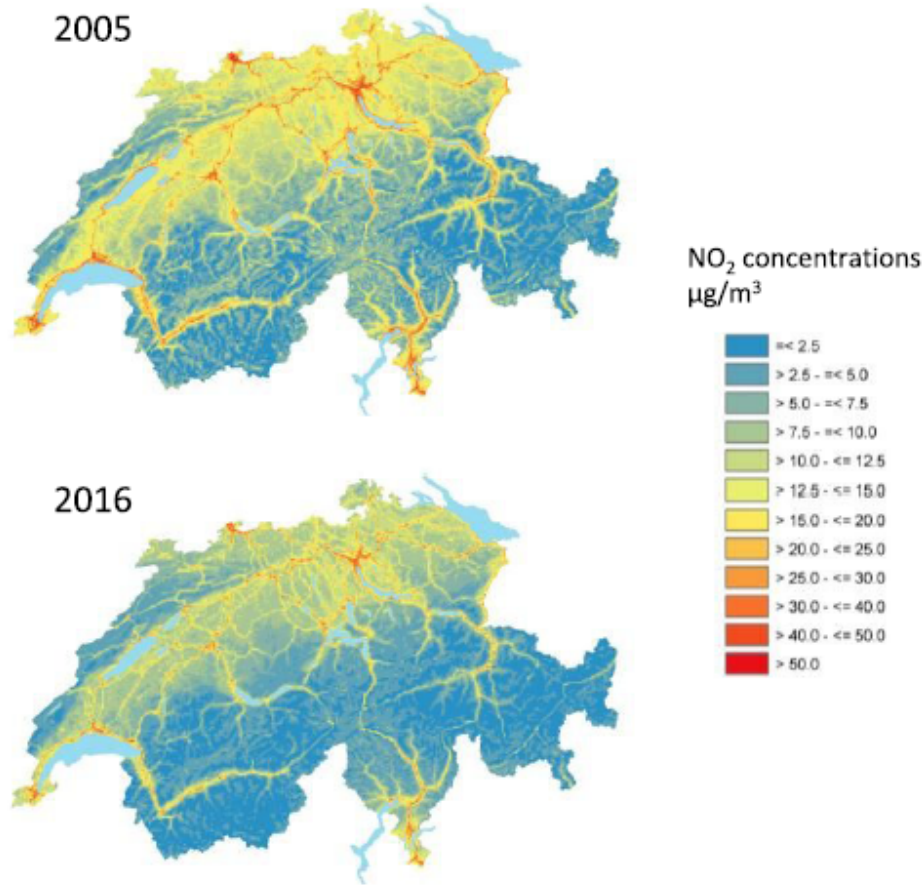 2005
NO₂ concentrations
µg/m³
=< 2.5
> 2.5 - =< 5.0
> 5.0 - =< 7.5
> 7.5 - =< 10.0
> 10.0 - <= 12.5
> 12.5 - <= 15.0
> 15.0 - <= 20.0
> 20.0 - <= 25.0
> 25.0 - <= 30.0
> 30.0 - <= 40.0
> 40.0 - <= 50.0
> 50.0
2016